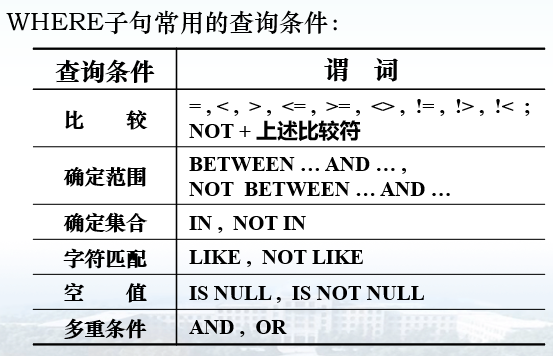 WHERE子句常用的查询条件：
查询条件 谓 词
比 较 = , < , > , <= , >= , <> , != , !> , !< ；
NOT + 上述比较符
确定范围 BETWEEN … AND … ,
NOT BETWEEN … AND …
确定集合 IN , NOT IN
字符匹配 LIKE , NOT LIKE
空 值 IS NULL , IS NOT NULL
多重条件 AND , OR